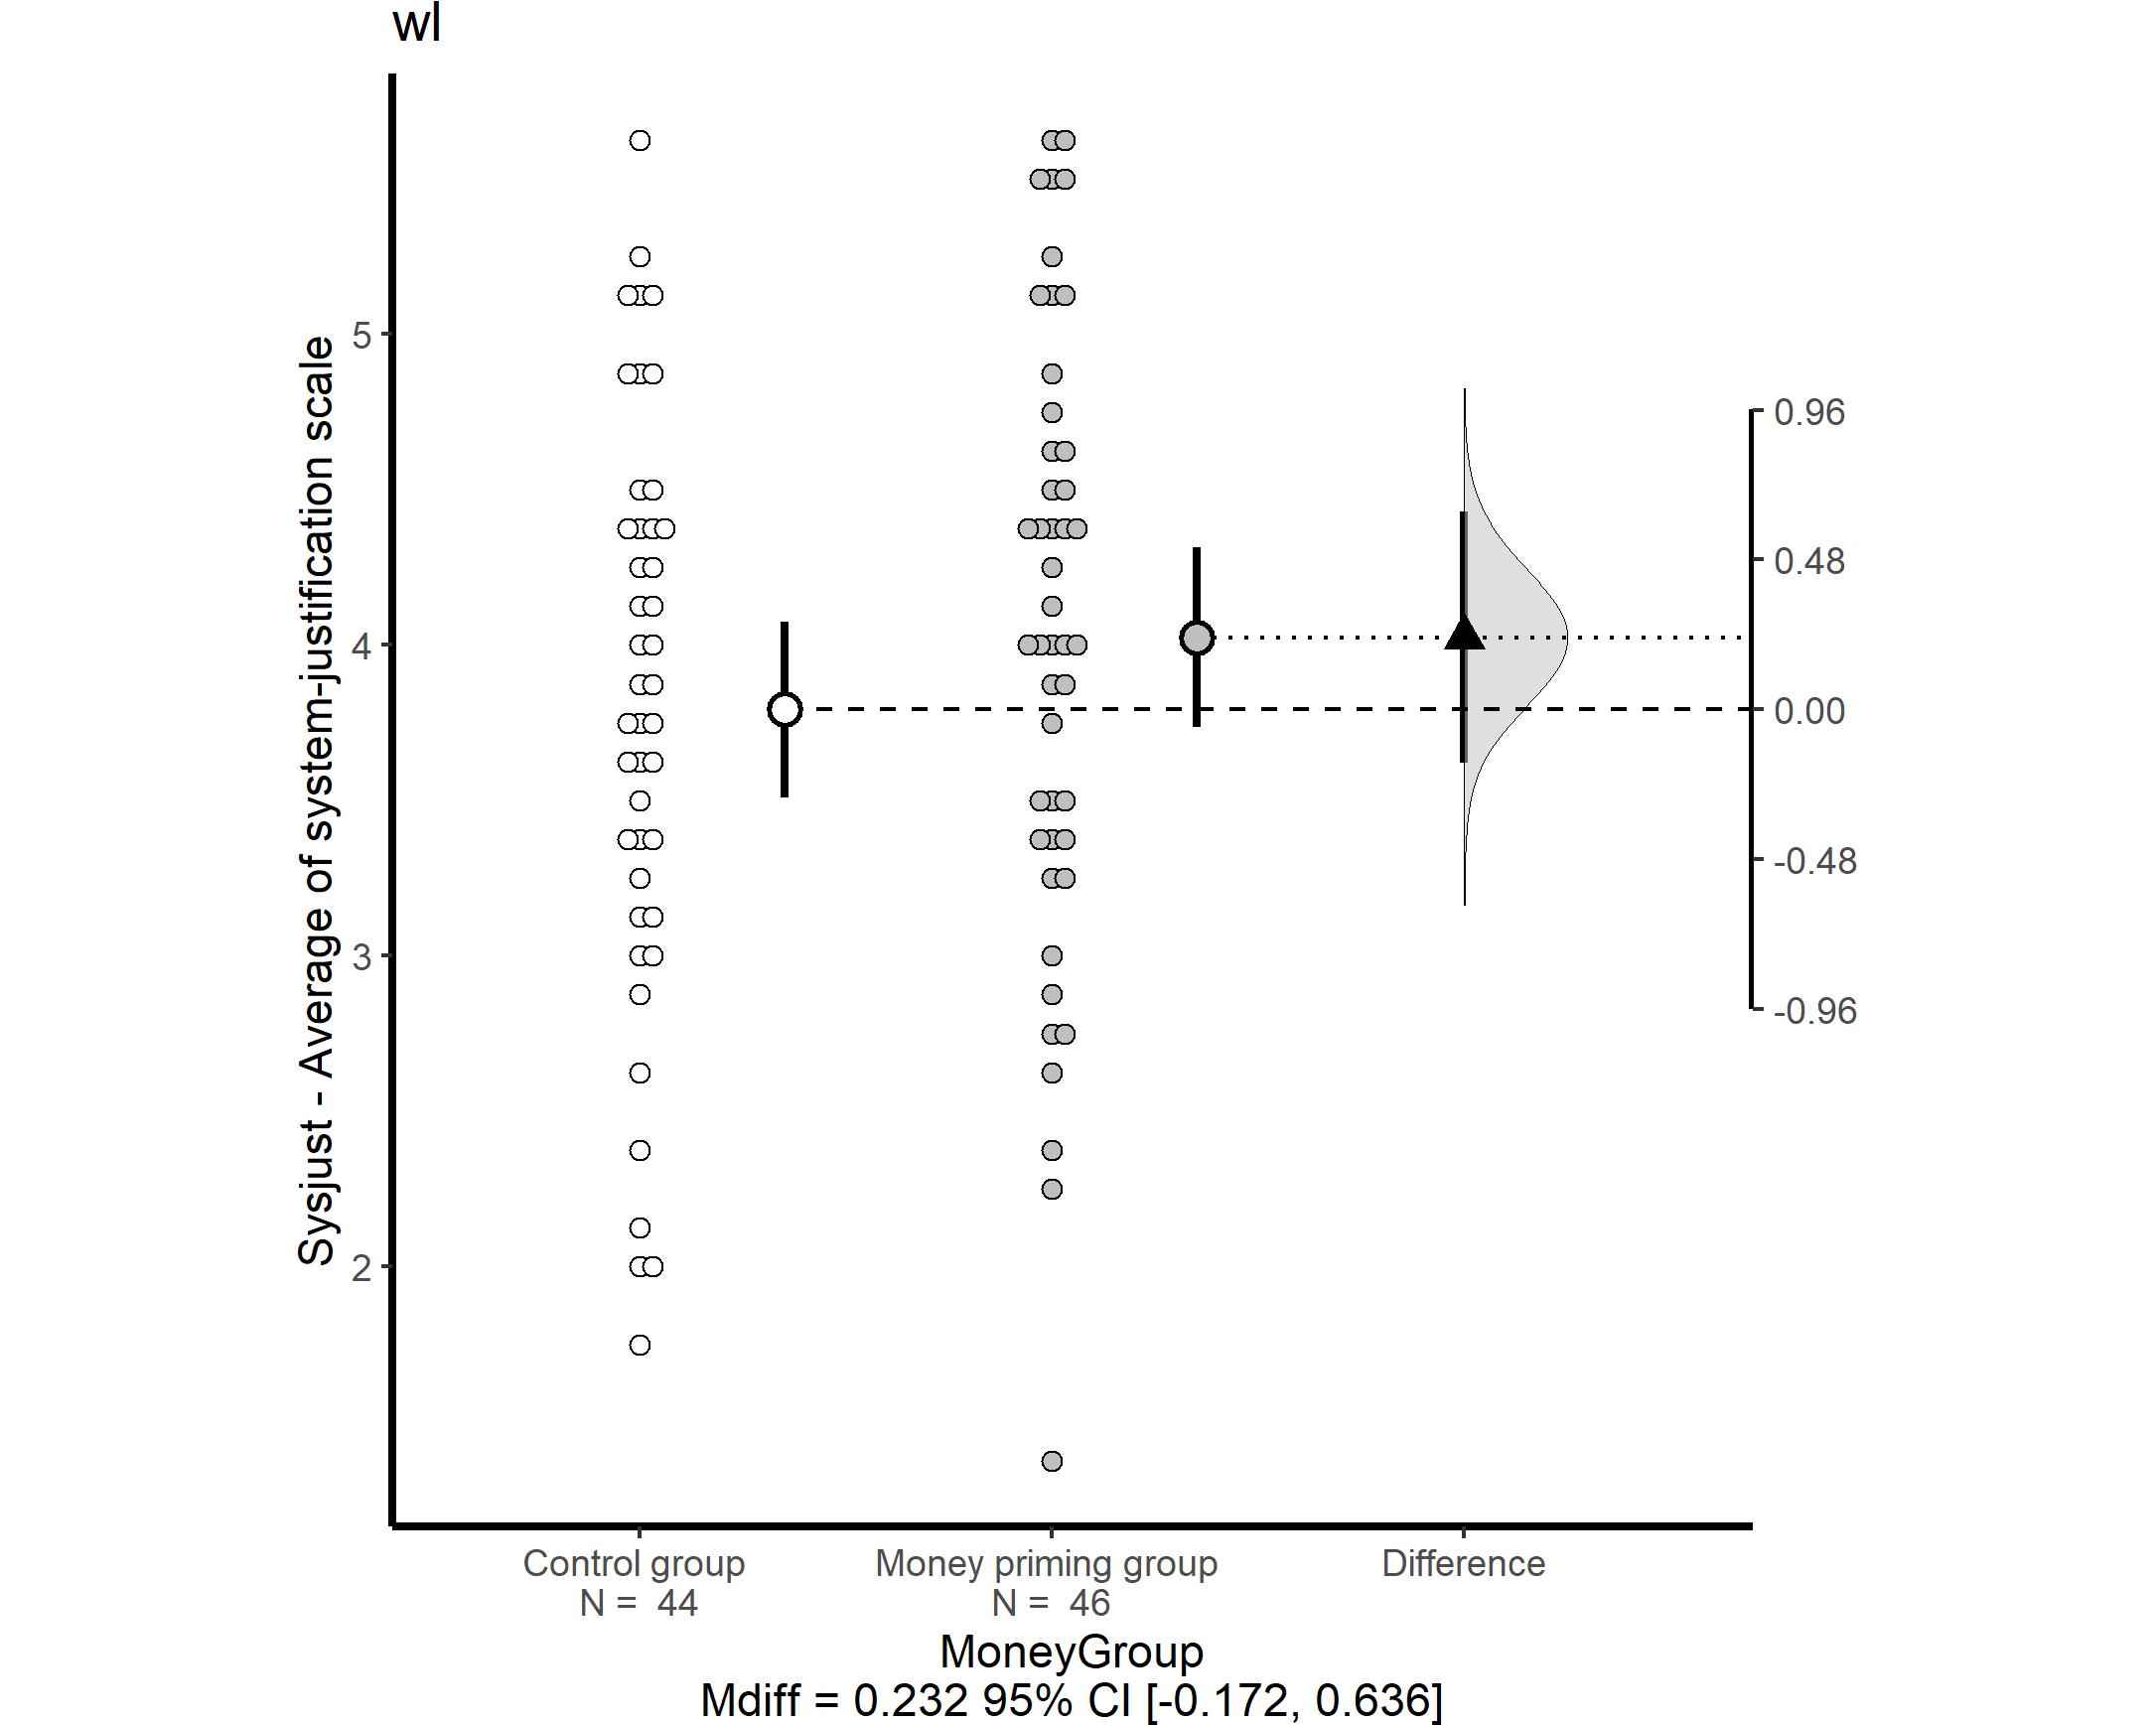 wl
Sysjust - Average of system-justification scale
5
4
3
2
0.96
0.48
0.00
-0.48
-0.96
Control group
N =  44
Money priming group
N =  46
Difference
MoneyGroup
Mdiff = 0.232 95% CI [-0.172, 0.636]